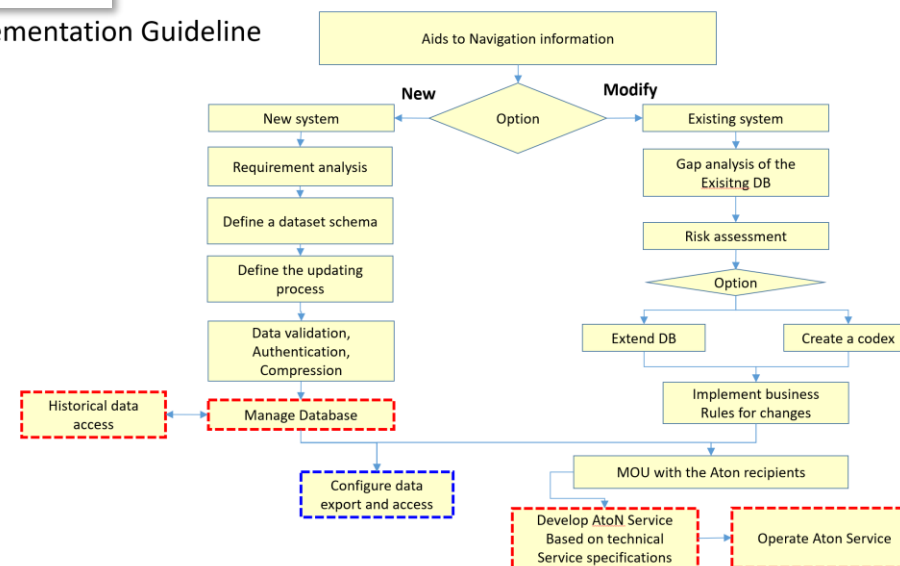 ementation Guideline
Aids to Navigation information
New
Option
Modify
New system
Existing system
Requirement analysis
Gap analysis of the
Exisitng DB
Define a dataset schema
Risk assessment
Define the updating
process
Option
Data validation,
Authentication,
Compression
Extend DB
Create a codex
Historical data
access
Manage Database
Implement business
Rules for changes
MOU with the Aton recipients
Configure data
export and access
Develop AtoN Service
Based on technical
Service specifications
Operate Aton Service